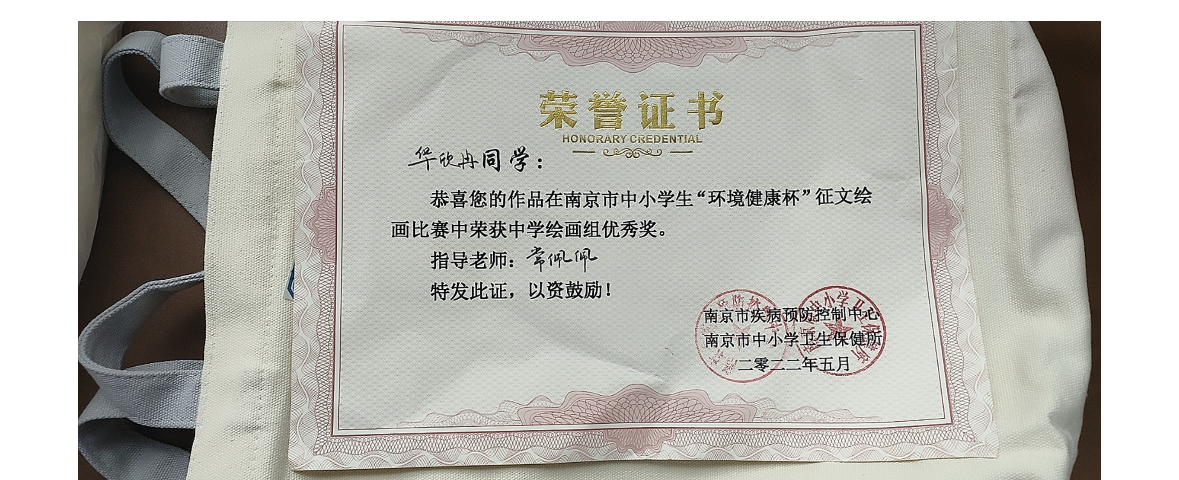 荣誉证书
HONORARY CREDENTIAL
华欣冉同学：
恭喜您的作品在南京市中小学生“环境健康杯”征文绘
画比赛中荣获中学绘画组优秀奖。
指导老师：常佩佩
特发此证，以资鼓励！
南京市疾病预防控制中心
南京市中小学卫生保健所
二零二二年五月